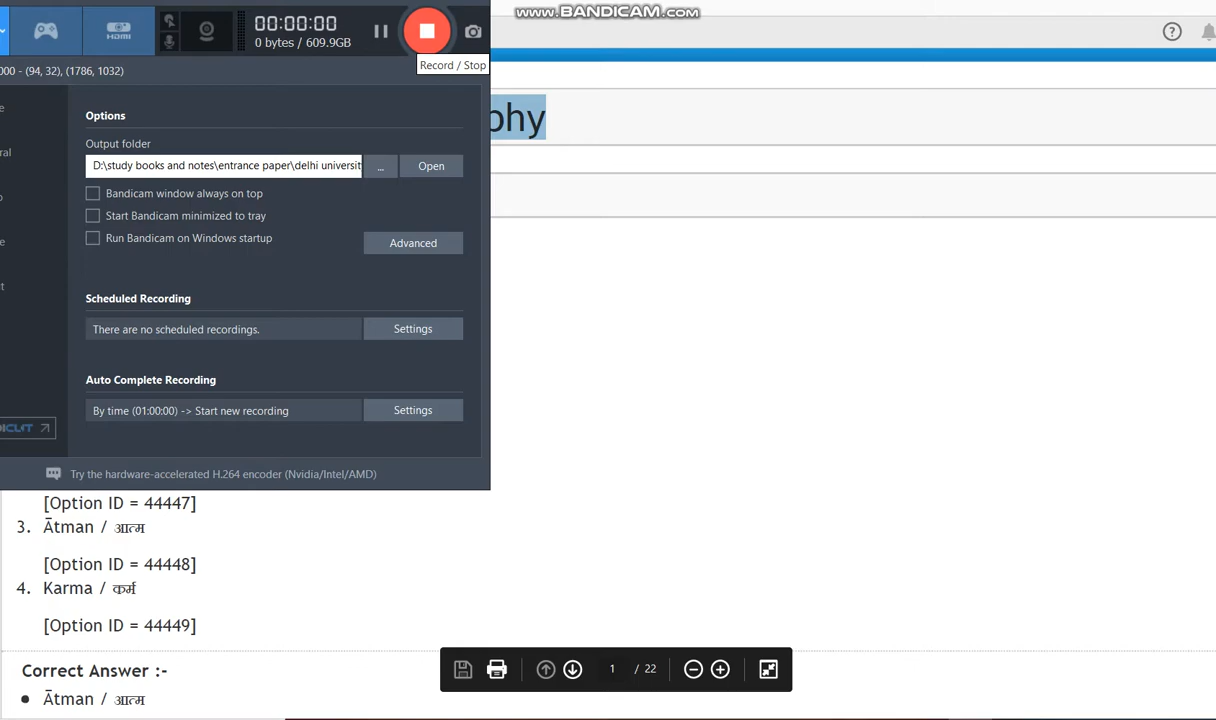 www.BANDICAM.com
00:00:00
0 bytes / 609.9GB
Record / Stop
000 - (94, 32), (1786, 1032)
phy
Options
Output folder
D:\study books and notes\entrance paper\delhi universit
...
Open
Bandicam window always on top
Start Bandicam minimized to tray
Run Bandicam on Windows startup
Advanced
Scheduled Recording
There are no scheduled recordings.
Settings
Auto Complete Recording
By time (01:00:00) -> Start new recording
Settings
Try the hardware-accelerated H.264 encoder (Nvidia/Intel/AMD)
[Option ID = 44447]
3. Ātman / आत्म
[Option ID = 44448]
4. Karma / कर्म
[Option ID = 44449]
1 / 22
Correct Answer :-
• Ātman / आत्म